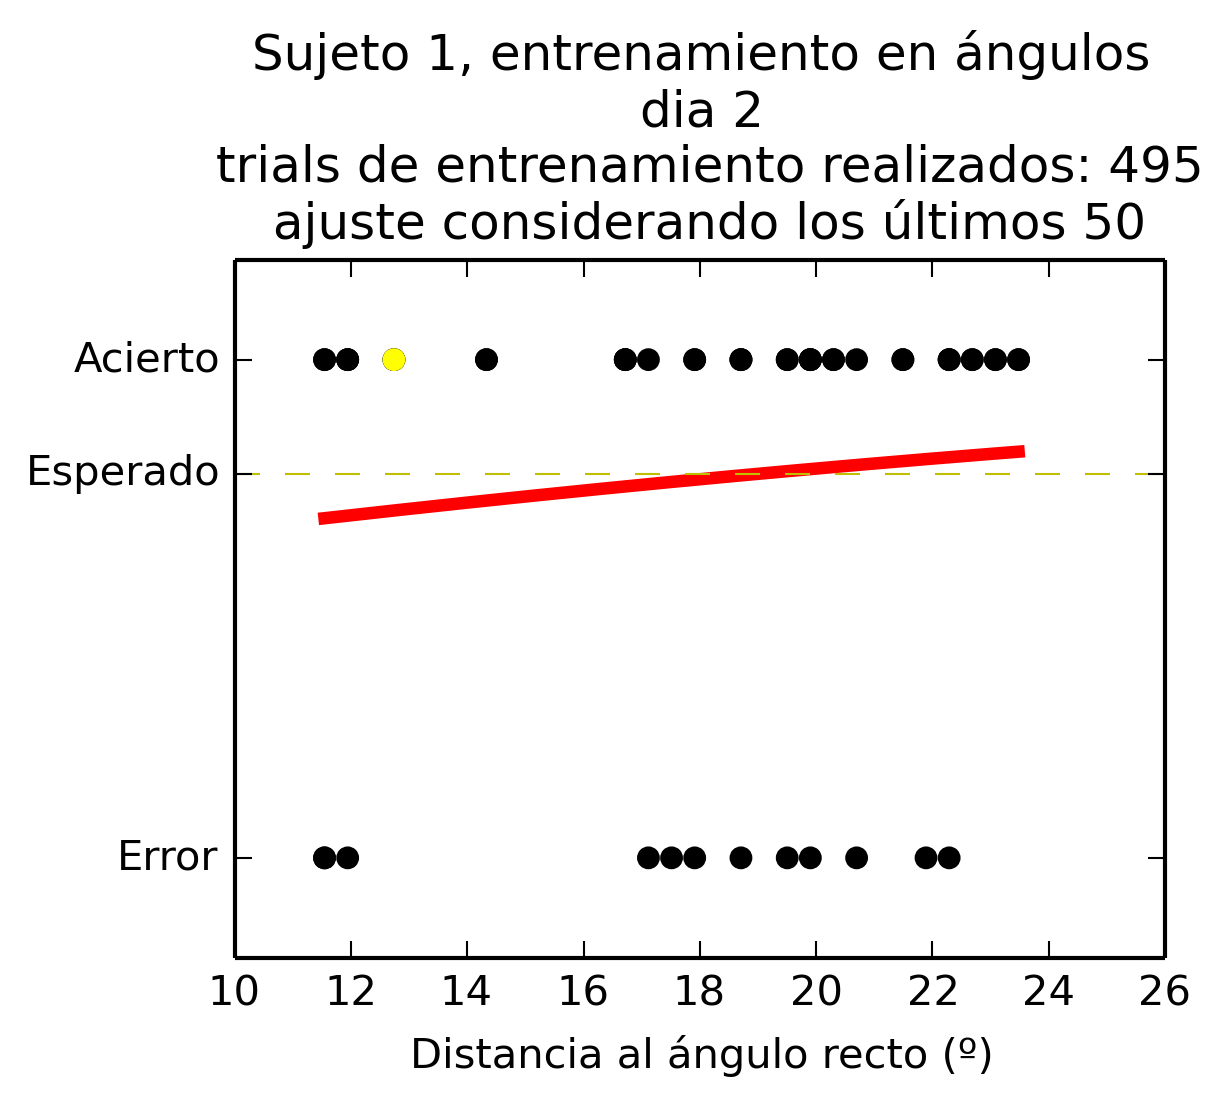 Sujeto 1, entrenamiento en ángulos
dia 2
trials de entrenamiento realizados: 495
ajuste considerando los últimos 50
Acierto
Esperado
Error
10 12 14 16 18 20 22 24 26
Distancia al ángulo recto (º)